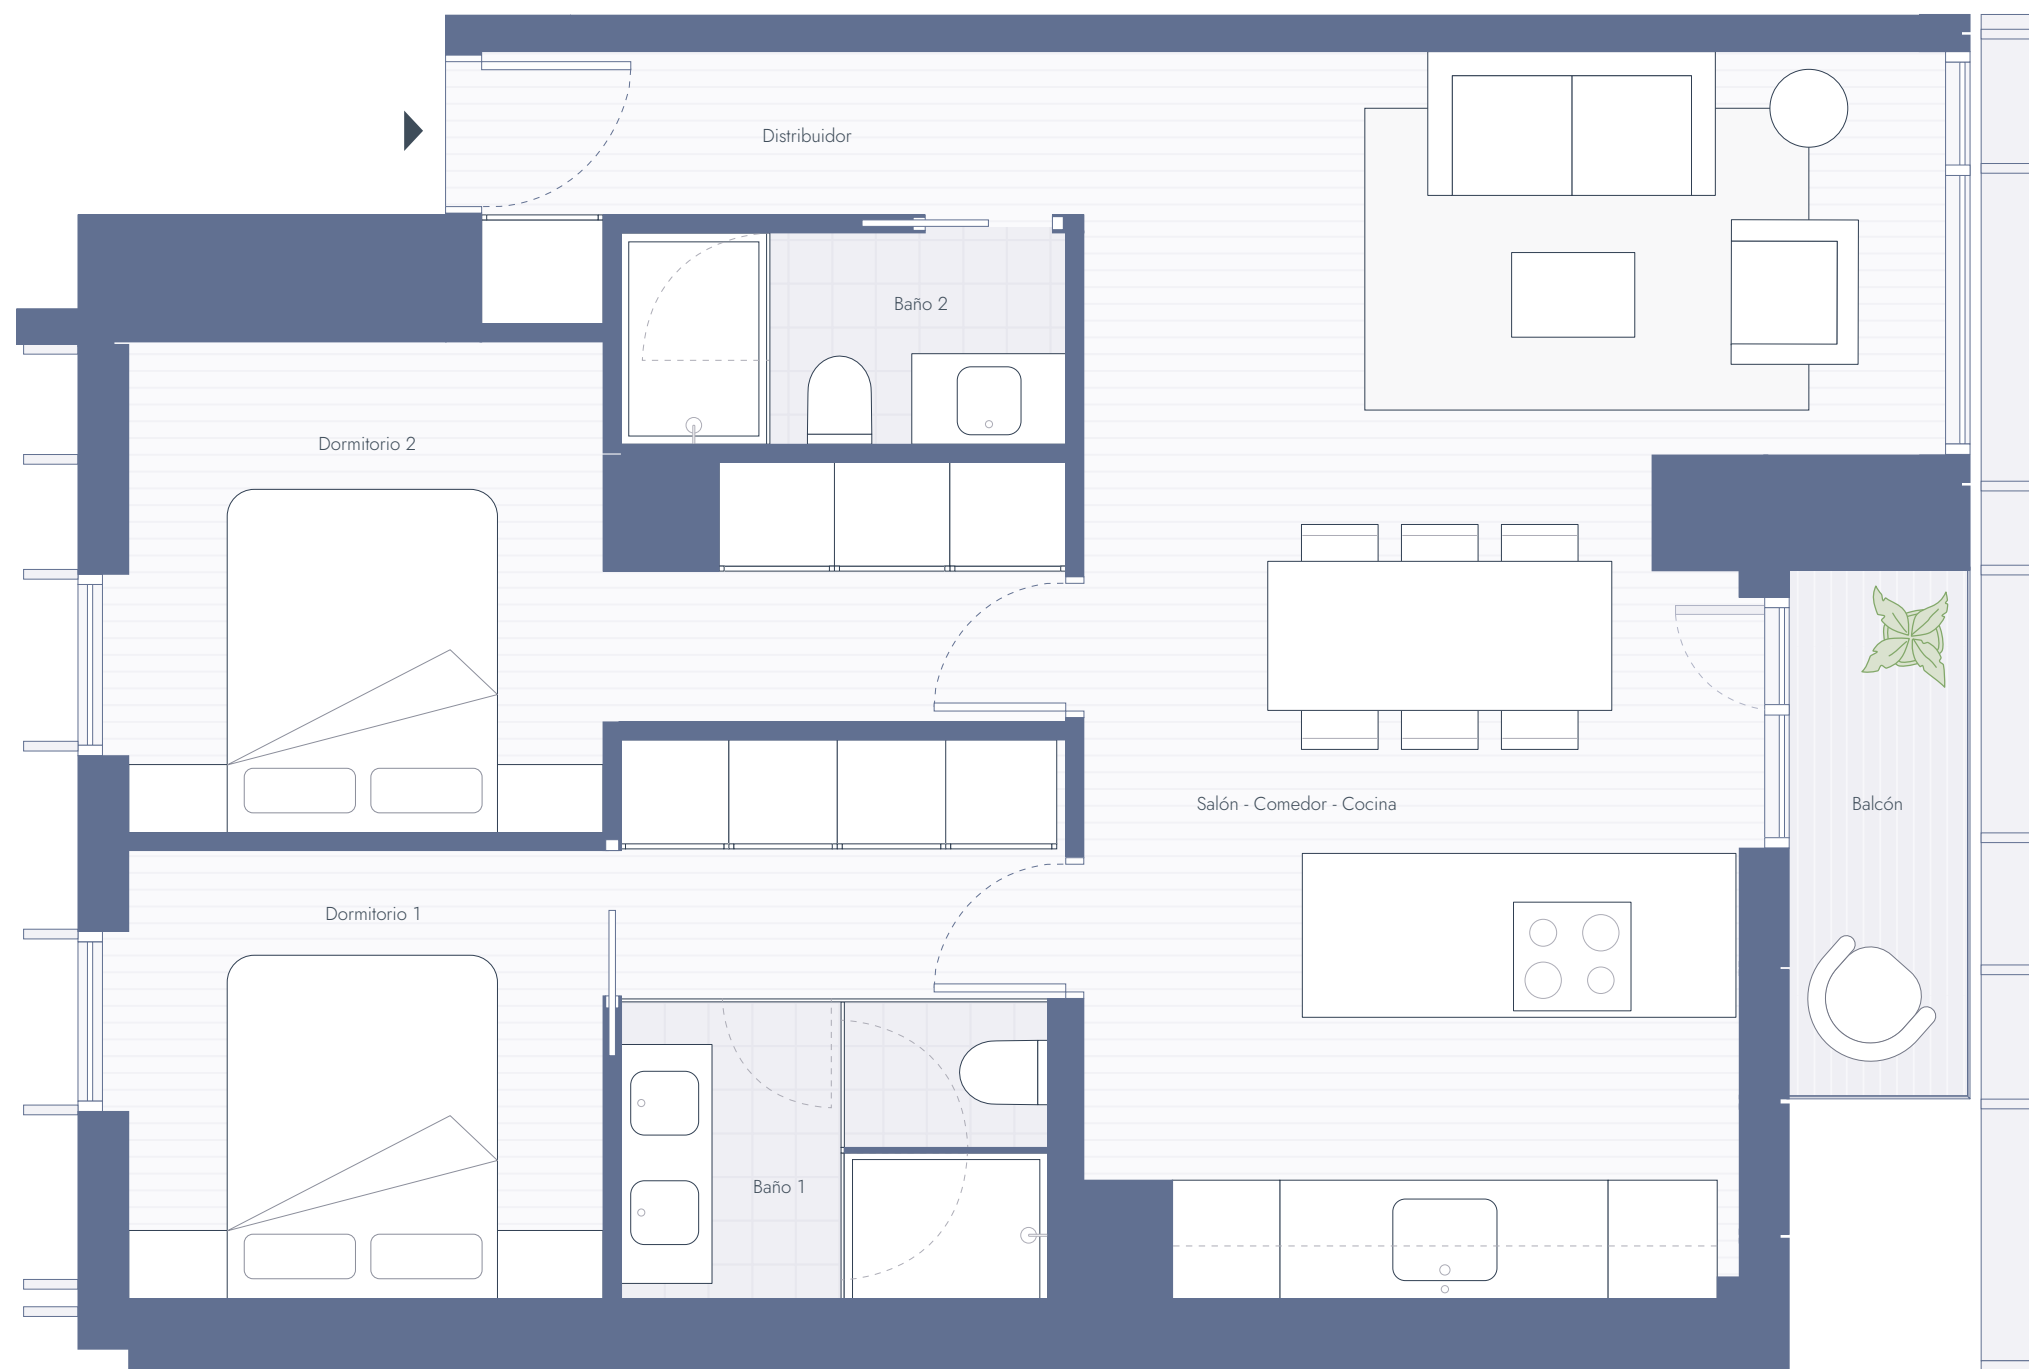 Distribuidor
Baño 2
Dormitorio 2
Salón - Comedor - Cocina
Balcón
Dormitorio 1
Baño 1